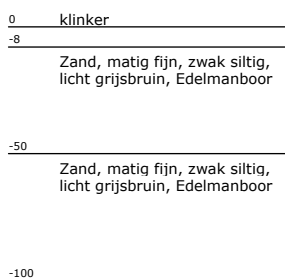 0 klinker
-8
Zand, matig fijn, zwak siltig,
licht grijsbruin, Edelmanboor
-50
Zand, matig fijn, zwak siltig,
licht grijsbruin, Edelmanboor
-100